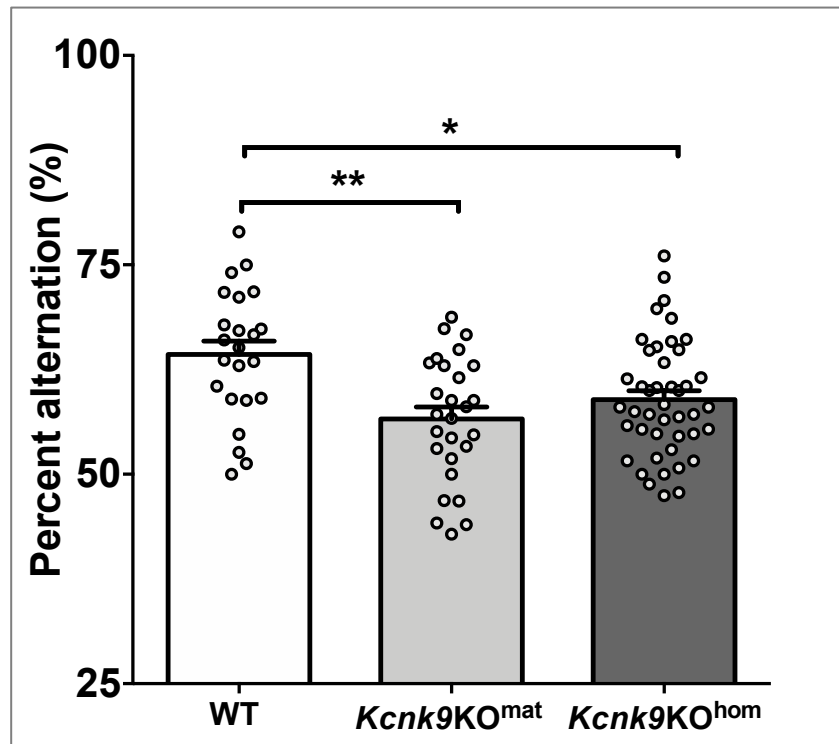 Percent alternation (%)
100
75
50
25
*
**
WT
Kcnk9KOmat
Kcnk9KOhom